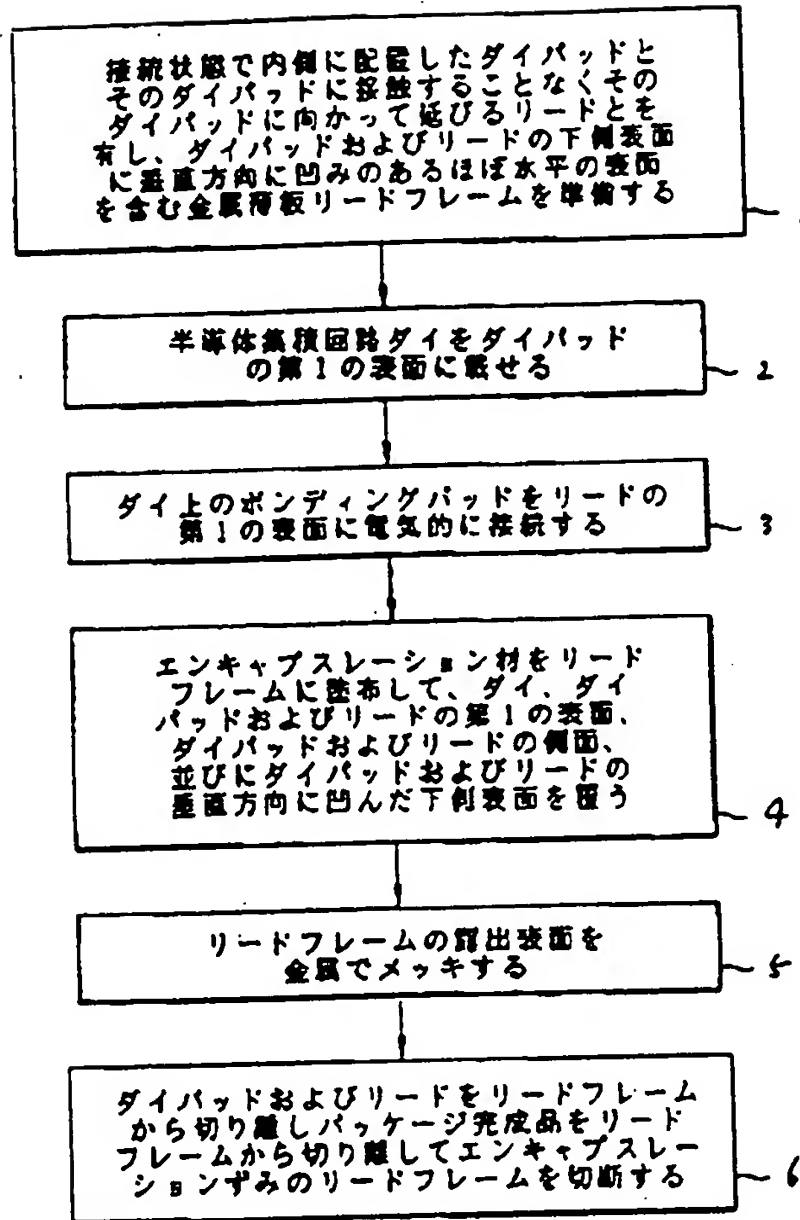 接続状態で内側に配置したダイパッドと
そのダイパッドに接触することなくその
ダイパッドに向かって延びるリードとを
有し、ダイパッドおよびリードの下側表面
に垂直方向に凹みのあるほぼ水平の表面
を含む金属薄板リードフレームを準備する
半導体集積回路ダイをダイパッド
の第1の表面に載せる
2
ダイ上のボンディングパッドをリードの
第1の表面に電気的に接続する
3
エンキャプスレーション材をリード
フレームに塗布して、ダイ、ダイ
パッドおよびリードの第1の表面、
ダイパッドおよびリードの側面、
並びにダイパッドおよびリードの
垂直方向に凹んだ下側表面を覆う
4
リードフレームの露出表面を
金属でメッキする
5
ダイパッドおよびリードをリードフレーム
から切り離しパッケージ完成品をリード
フレームから切り離してエンキャプスレー
ションずみのリードフレームを切断する
6